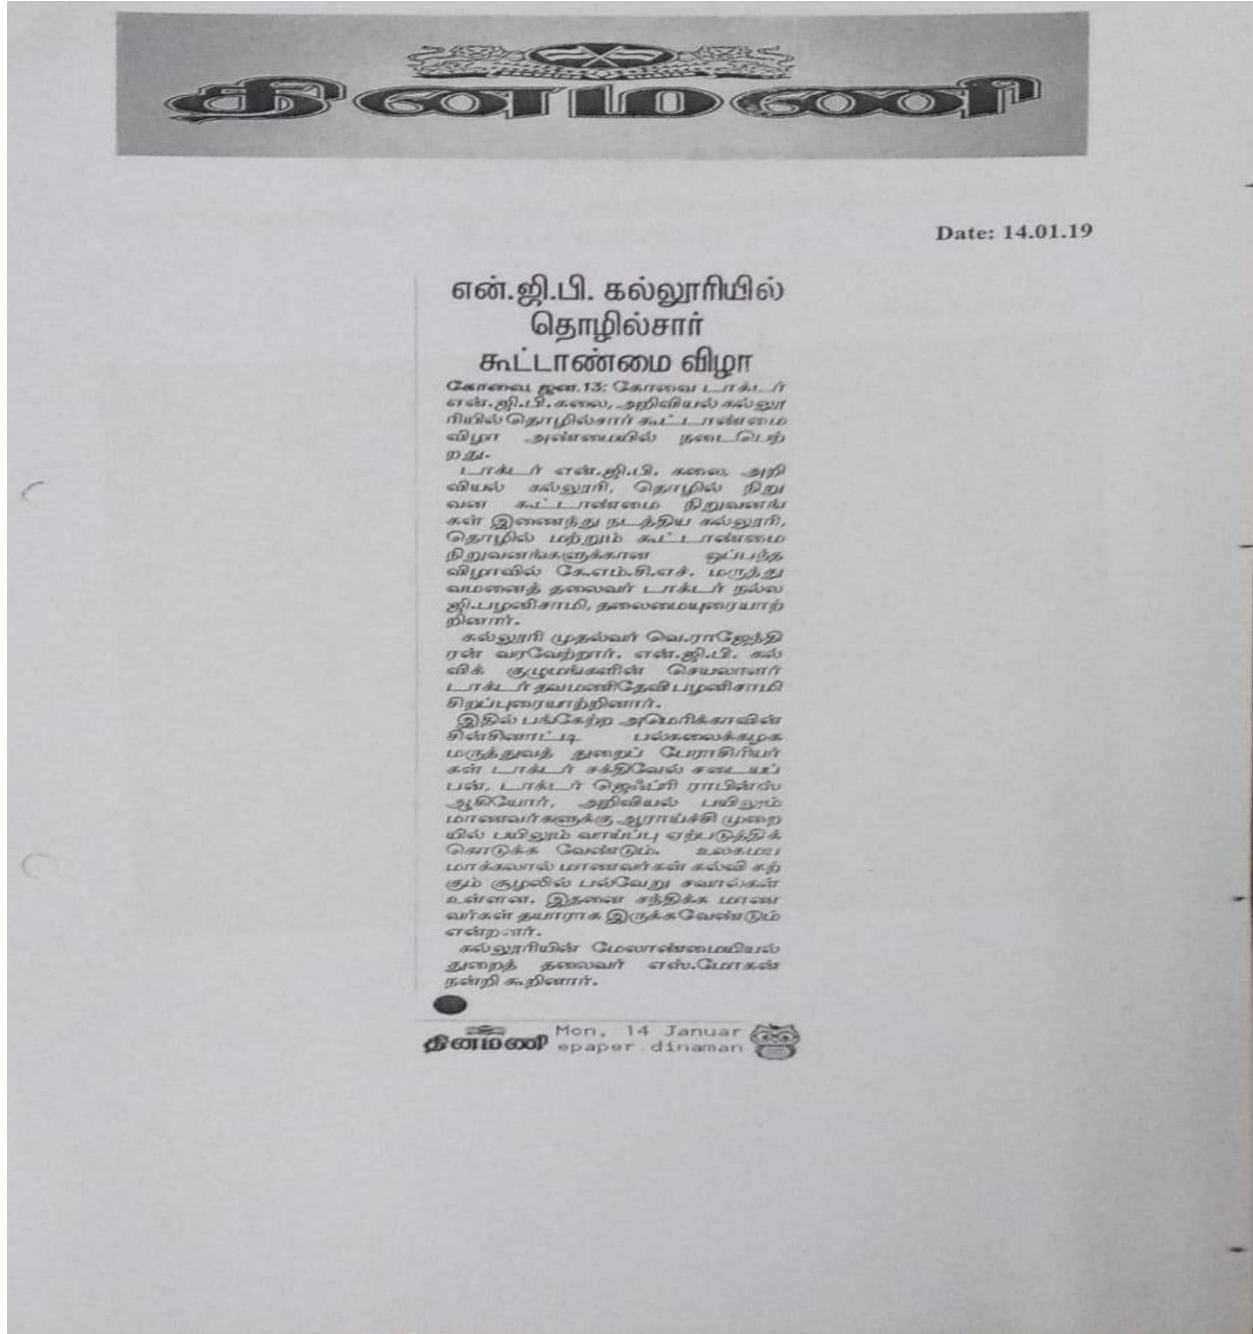 தினமணி
Date: 14.01.19
என்.ஜி.பி. கல்லூரியில்
தொழில்சார்
கூட்டாண்மை விழா
கோவை, ஜன.13: கோவை டாக்டர்
என்.ஜி.பி.கலை, அறிவியல் கல்லூ
ரியில் தொழில்சார் கூட்டாண்மை
விழா அண்மையில் நடைபெற்
றது.
டாக்டர் என்.ஜி.பி. கலை, அறி
வியல் கல்லூரி, தொழில் நிறு
வன கூட்டாண்மை நிறுவனங்
கள் இணைந்து நடத்திய கல்லூரி,
தொழில் மற்றும் கூட்டாண்மை
நிறுவனங்களுக்கான ஒப்பந்த
விழாவில் கே.எம்.சி.எச். மருத்து
வமனைத் தலைவர் டாக்டர் நல்ல
ஜி.பழனிசாமி, தலைமையுரையாற்
றினார்.
கல்லூரி முதல்வர் வெ.ராஜேந்தி
ரன் வரவேற்றார். என்.ஜி.பி. கல்
விக் குழுமங்களின் செயலாளர்
டாக்டர் தவமணிதேவி பழனிசாமி
சிறப்புரையாற்றினார்.
இதில் பங்கேற்ற அமெரிக்காவின்
சின்சினாட்டி பல்கலைக்கழக
மருத்துவத் துறைப் பேராசிரியர்
கள் டாக்டர் சக்திவேல் சடையப்
பன், டாக்டர் ஜெஃப்ரி ராபின்ஸ்
ஆகியோர், அறிவியல் பயிலும்
மாணவர்களுக்கு ஆராய்ச்சி முறை
யில் பயிலும் வாய்ப்பு ஏற்படுத்திக்
கொடுக்க வேண்டும். உலகமய
மாக்கலால் மாணவர்கள் கல்வி கற்
கும் சூழலில் பல்வேறு சவால்கள்
உள்ளன. இதனை சந்திக்க மாண
வர்கள் தயாராக இருக்கவேண்டும்
என்றனர்.
கல்லூரியின் மேலாண்மையியல்
துறைத் தலைவர் எஸ்.மோகன்
நன்றி கூறினார்.
தினமணி Mon, 14 Januar
epaper.dinaman